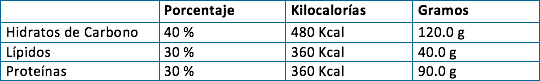 Porcentaje Kilocalorías Gramos
Hidratos de Carbono 40 % 480 Kcal 120.0 g
Lípidos 30 % 360 Kcal 40.0 g
Proteínas 30 % 360 Kcal 90.0 g